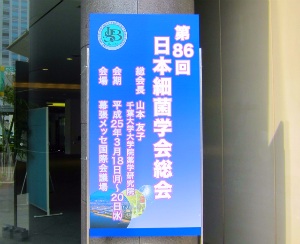 第86回
日本細菌学会総会
総会長 山本 友子
千葉大学大学院薬学研究院
会期 平成25年3月18日(月)～20日(水)
会場 幕張メッセ国際会議場